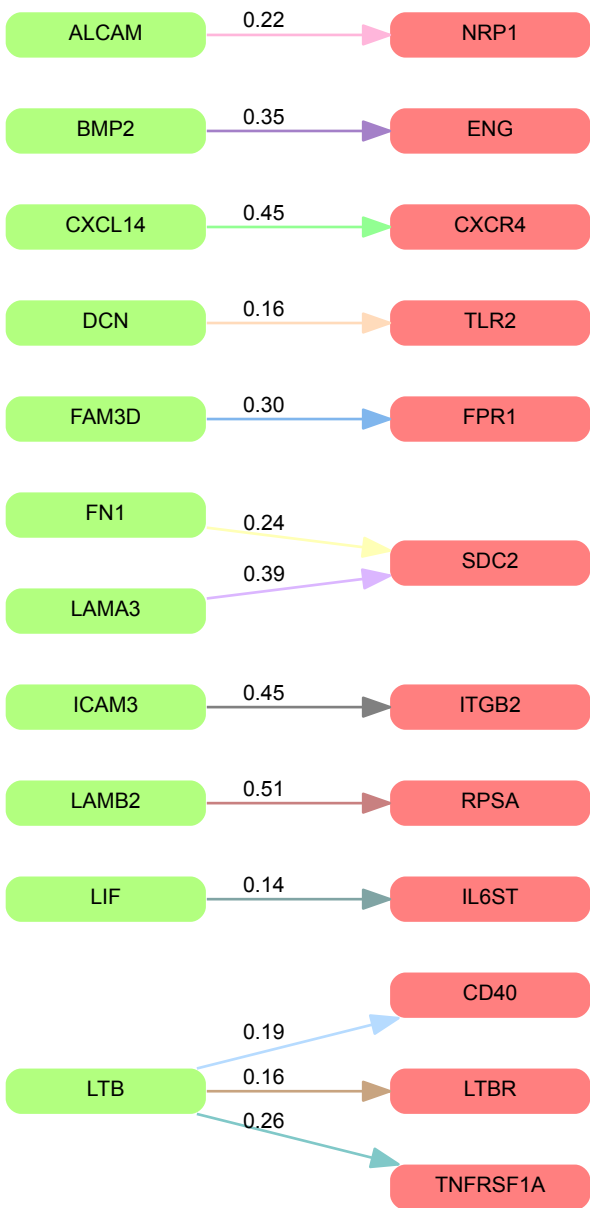 ALCAM 0.22 NRP1
BMP2 0.35 ENG
CXCL14 0.45 CXCR4
DCN 0.16 TLR2
FAM3D 0.30 FPR1
FN1 0.24
SDC2
LAMA3 0.39
ICAM3 0.45 ITGB2
LAMB2 0.51 RPSA
LIF 0.14 IL6ST
CD40
0.19
LTB 0.16 LTBR
0.26
TNFRSF1A